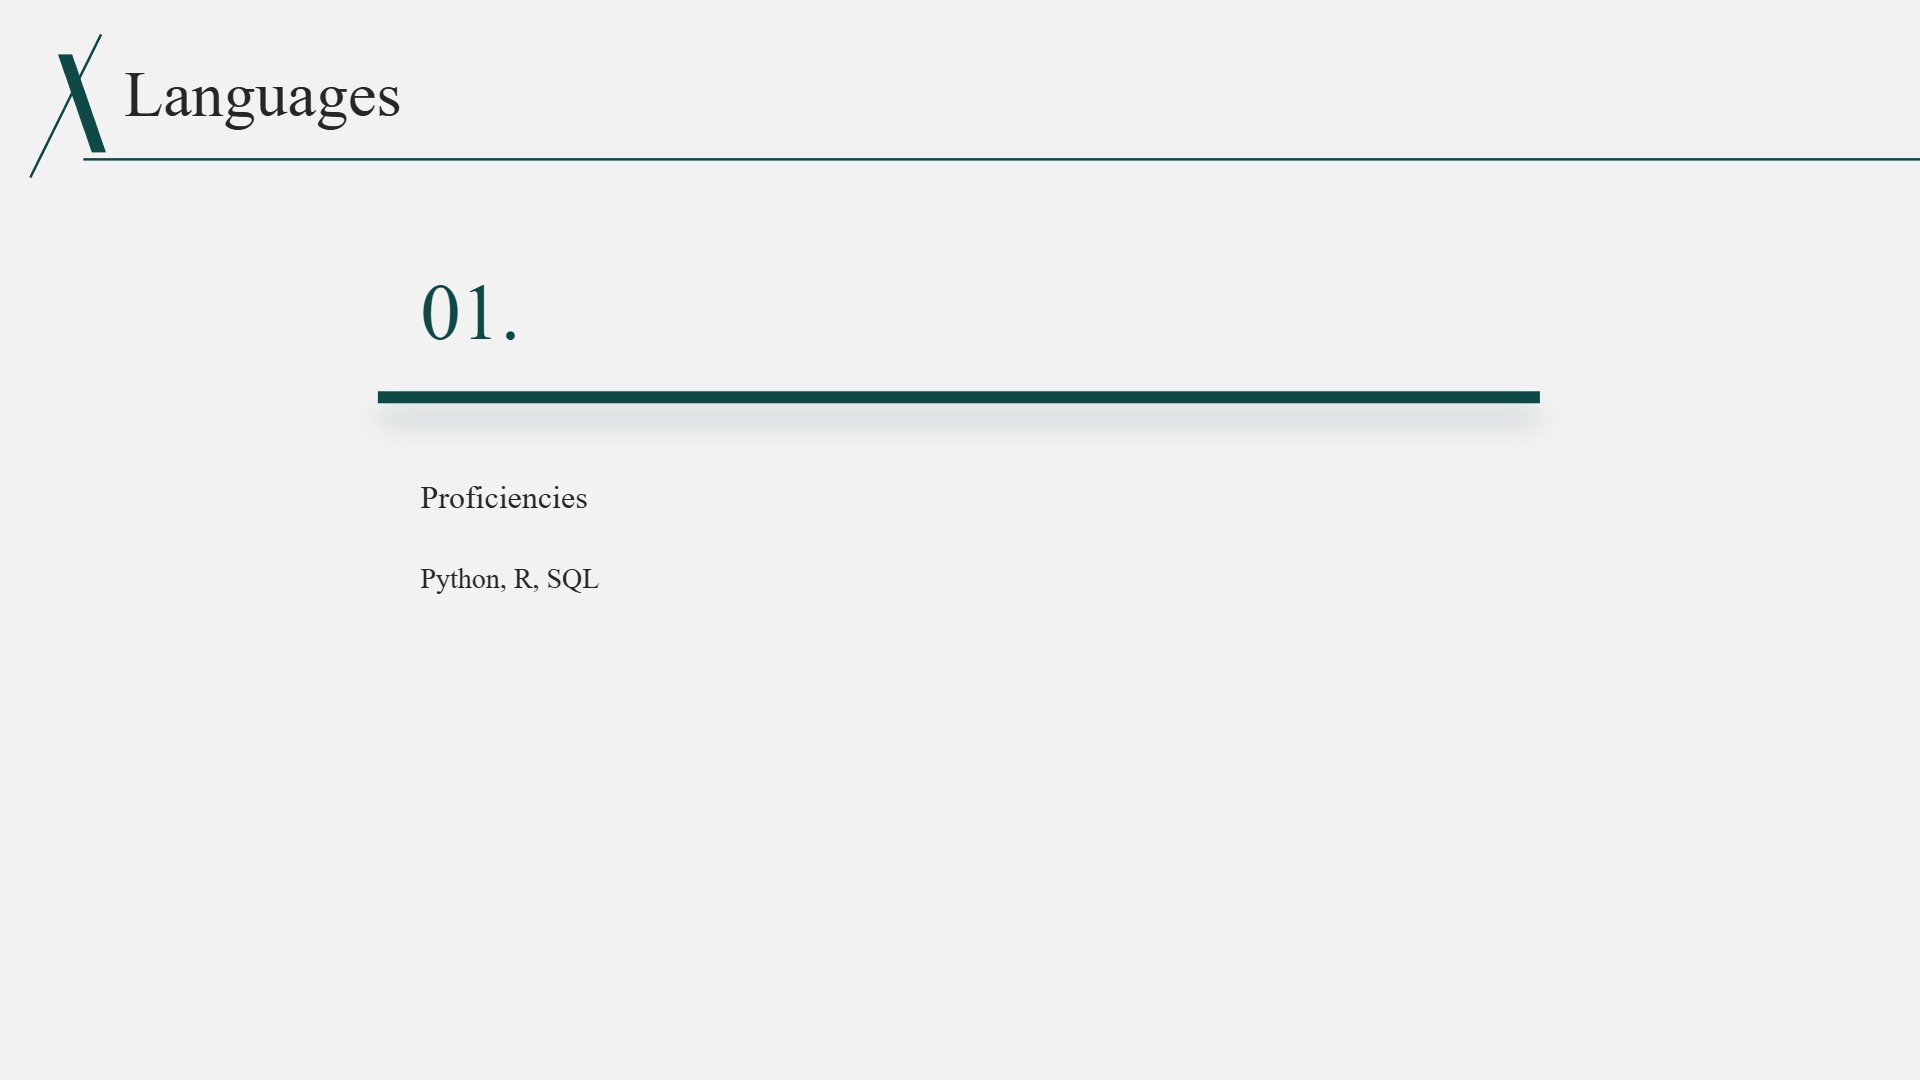 Languages
01.
Proficiencies
Python, R, SQL